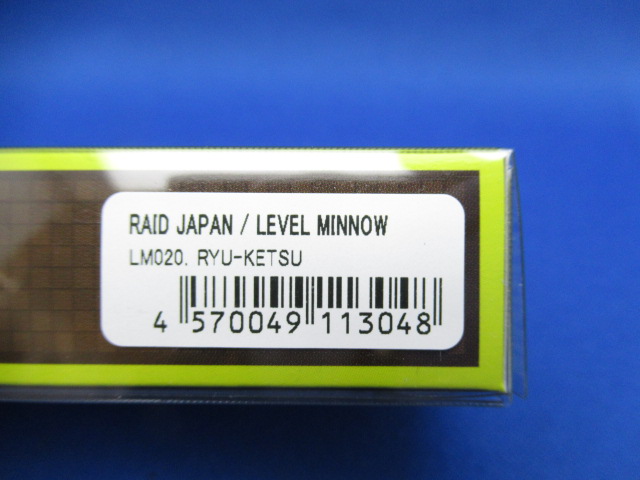 RAID JAPAN / LEVEL MINNOW
LM020. RYU-KETSU
4 570049 113048